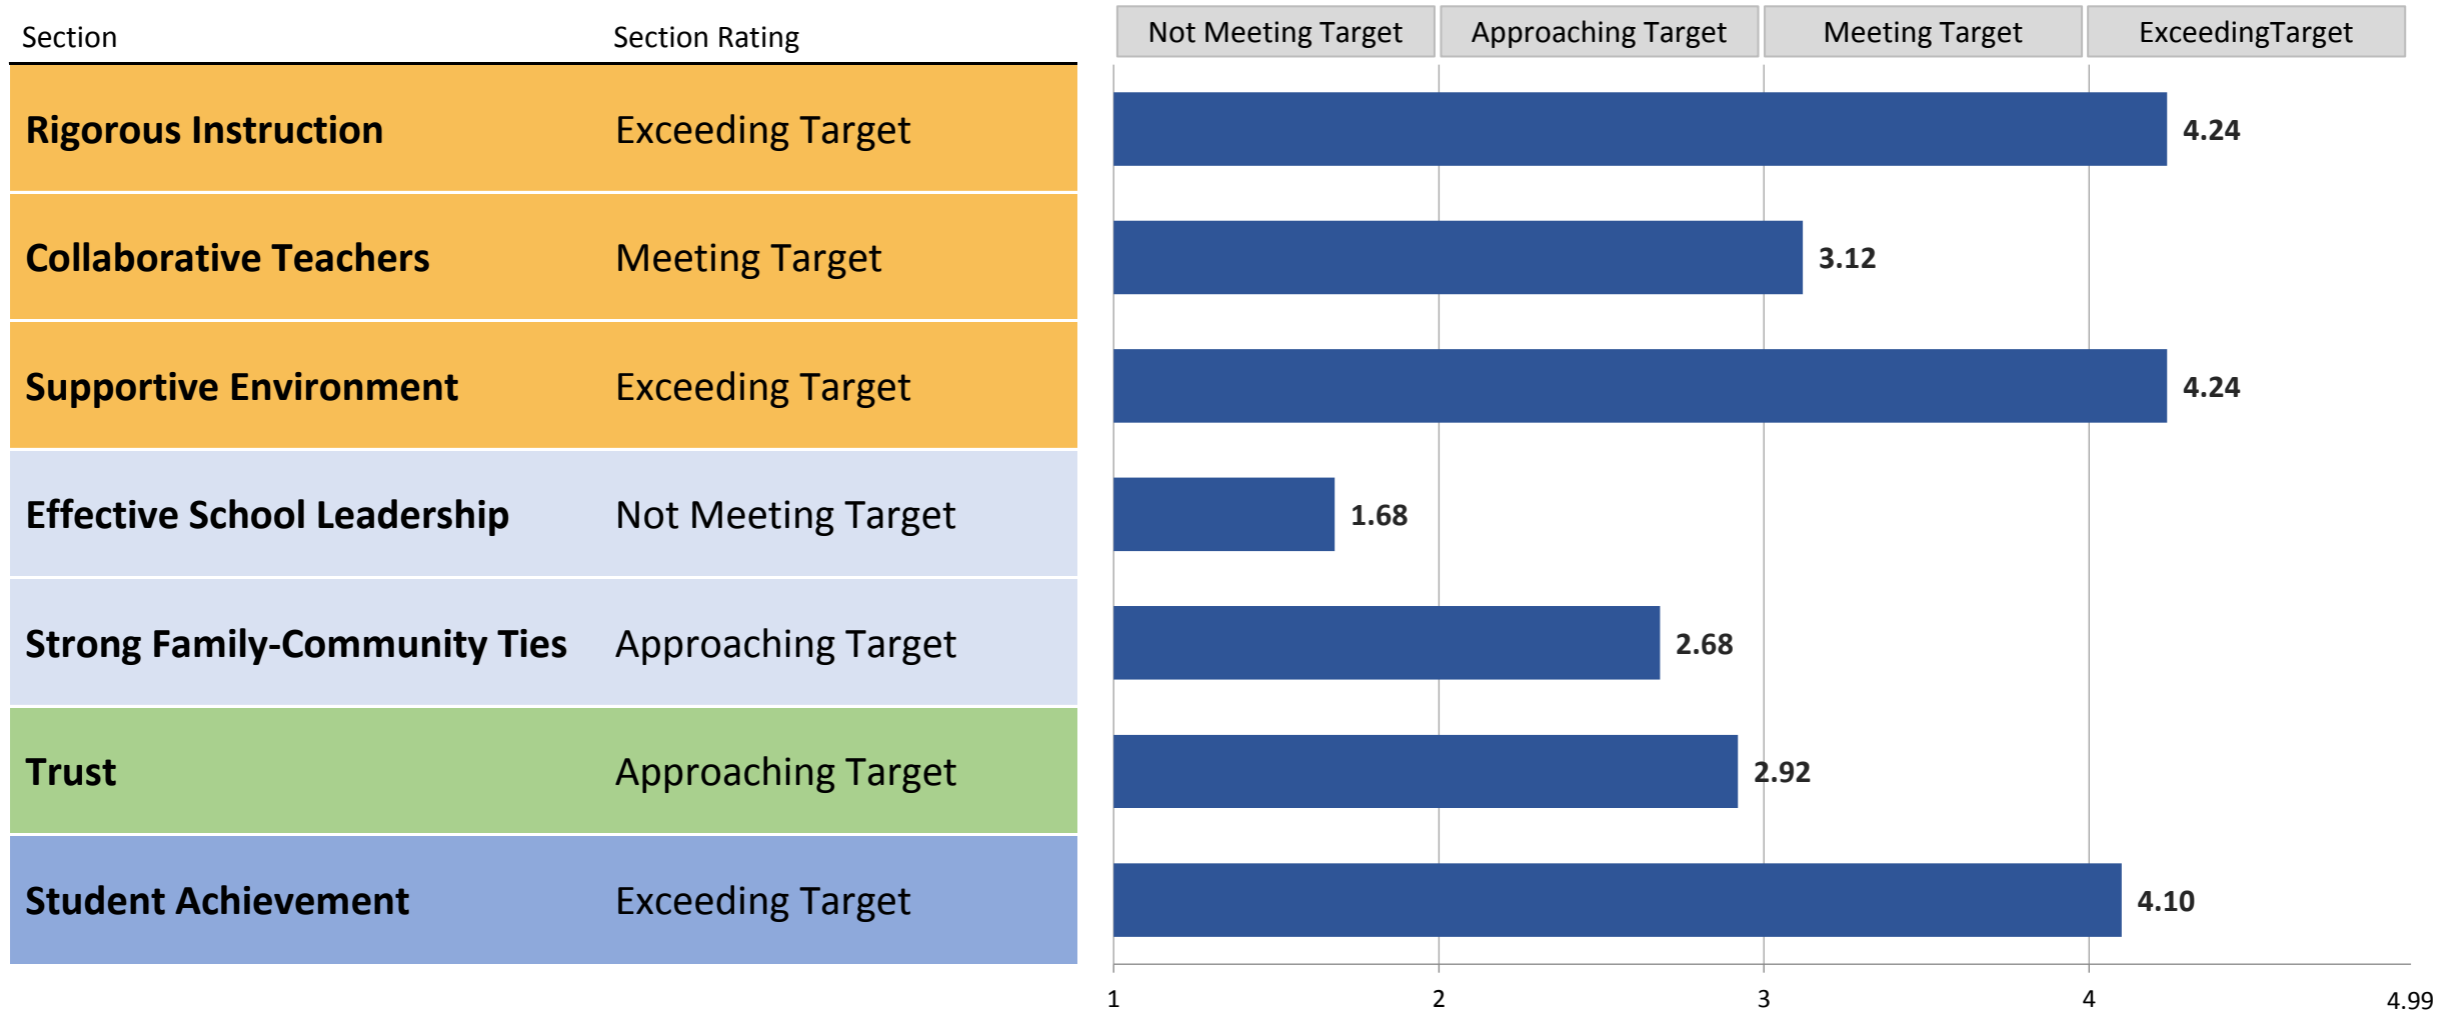 Section Section Rating Not Meeting Target Approaching Target Meeting Target ExceedingTarget
Rigorous Instruction Exceeding Target 4.24
Collaborative Teachers Meeting Target 3.12
Supportive Environment Exceeding Target 4.24
Effective School Leadership Not Meeting Target 1.68
Strong Family-Community Ties Approaching Target 2.68
Trust Approaching Target 2.92
Student Achievement Exceeding Target 4.10
1 2 3 4 4.99